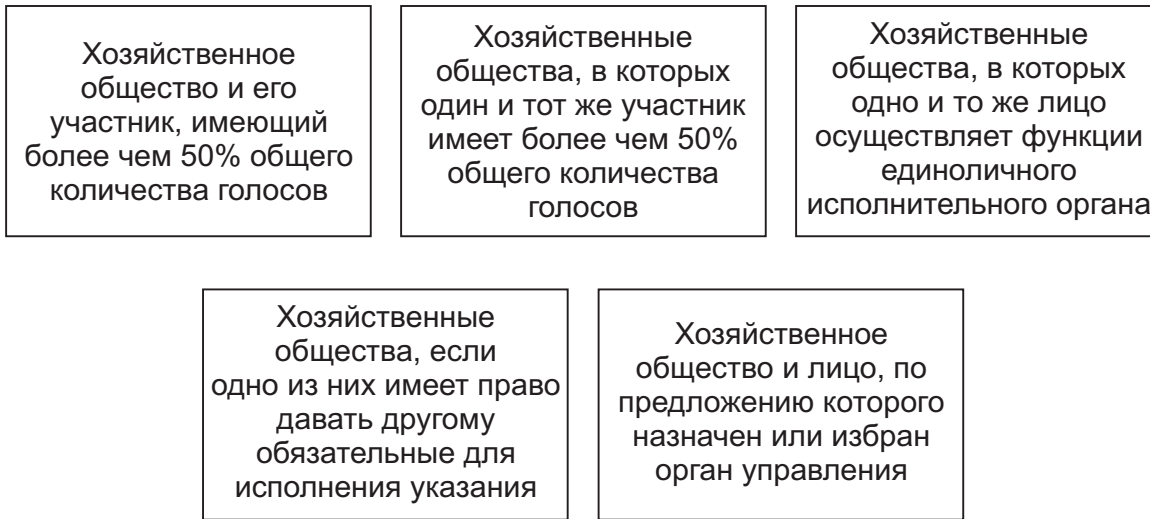 Хозяйственное
общество и его
участник, имеющий
более чем 50% общего
количества голосов
Хозяйственные
общества, в которых
один и тот же участник
имеет более чем 50%
общего количества
голосов
Хозяйственные
общества, в которых
одно и то же лицо
осуществляет функции
единоличного
исполнительного органа
Хозяйственные
общества, если
одно из них имеет право
давать другому
обязательные для
исполнения указания
Хозяйственное
общество и лицо, по
предложению которого
назначен или избран
орган управления